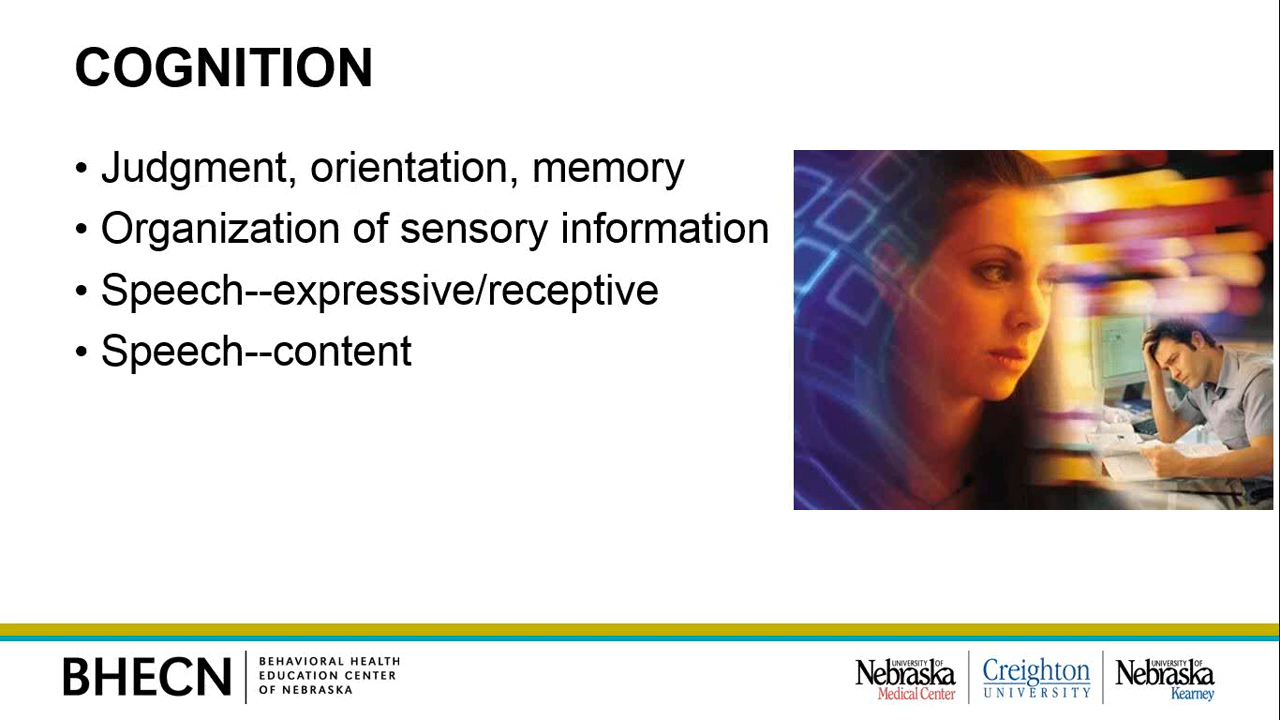 COGNITION
• Judgment, orientation, memory
• Organization of sensory information
• Speech--expressive/receptive
• Speech--content
BHECN
BEHAVIORAL HEALTH
EDUCATION CENTER
OF NEBRASKA
UNIVERSITY OF
Nebraska
Medical Center
Creighton
UNIVERSITY
UNIVERSITY OF
Nebraska
Kearney